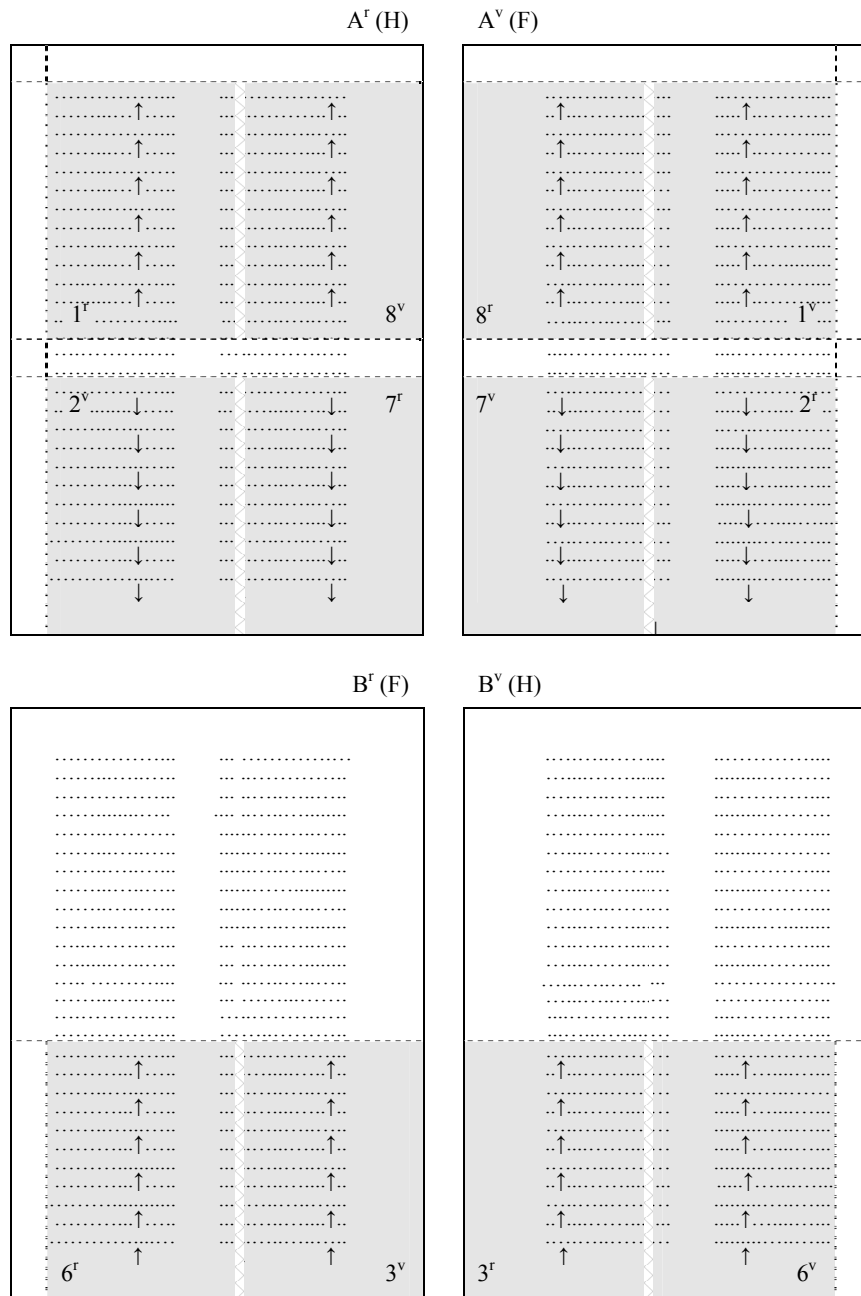 Aʳ (H) Aᵛ (F)
1ʳ 8ᵛ 8ʳ 1ᵛ
2ᵛ 7ʳ 7ᵛ 2ʳ
Bʳ (F) Bᵛ (H)
6ʳ 3ᵛ 3ʳ 6ᵛ